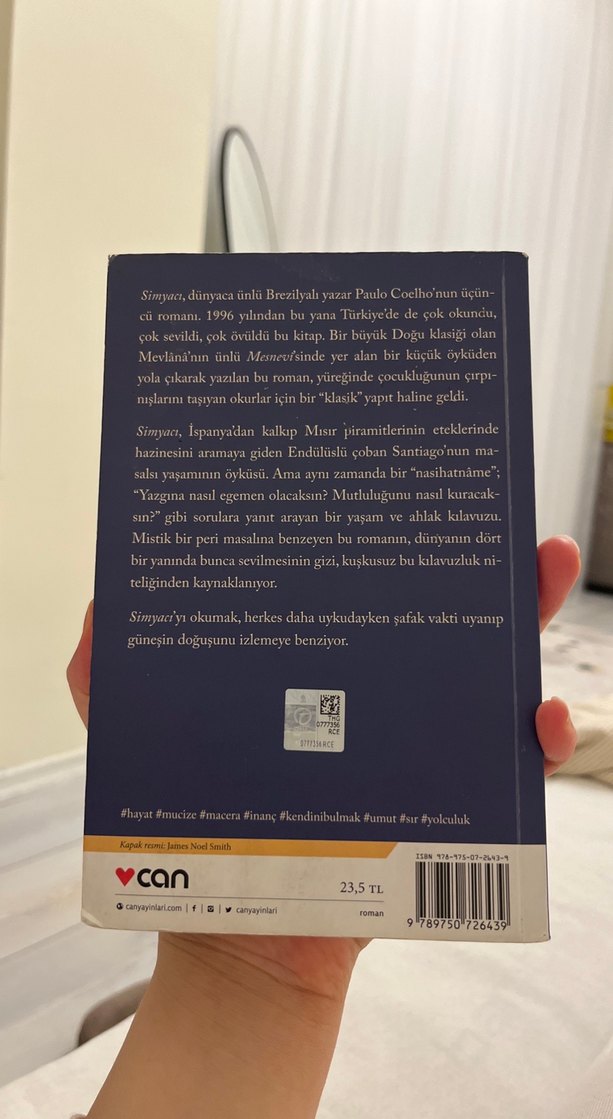 Simyacı, dünyaca ünlü Brezilyalı yazar Paulo Coelho'nun üçün-
cü romanı. 1996 yılından bu yana Türkiye'de de çok okundu,
çok sevildi, çok övüldü bu kitap. Bir büyük Doğu klasiği olan
Mevlânâ'nın ünlü Mesnevî'sinde yer alan bir küçük öyküden
yola çıkarak yazılan bu roman, yüreğinde çocukluğunun çırpı-
nışlarını taşıyan okurlar için bir “klasik” yapıt haline geldi.
Simyacı, İspanya'dan kalkıp Mısır piramitlerinin eteklerinde
hazinesini aramaya giden Endülüslü çoban Santiago'nun ma-
salsı yaşamının öyküsü. Ama aynı zamanda bir “nasihatnâme”;
“Yazgına nasıl egemen olacaksın? Mutluluğunu nasıl kuracak-
sın?” gibi sorulara yanıt arayan bir yaşam ve ahlak kılavuzu.
Mistik bir peri masalına benzeyen bu romanın, dünyanın dört
bir yanında bunca sevilmesinin gizi, kuşkusuz bu kılavuzluk ni-
teliğinden kaynaklanıyor.
Simyacı'yı okumak, herkes daha uykudayken şafak vakti uyanıp
güneşin doğuşunu izlemeye benziyor.
THG
0777356
RCE
0777356 RCE
#hayat #mucize #macera #inanç #kendinibulmak #umut #sır #yolculuk
Kapak resmi: James Noel Smith
can
23,5 TL
canyayinlari.com | f | | canyayinlari
roman
ISBN 978-975-07-2643-9
9 789750 726439